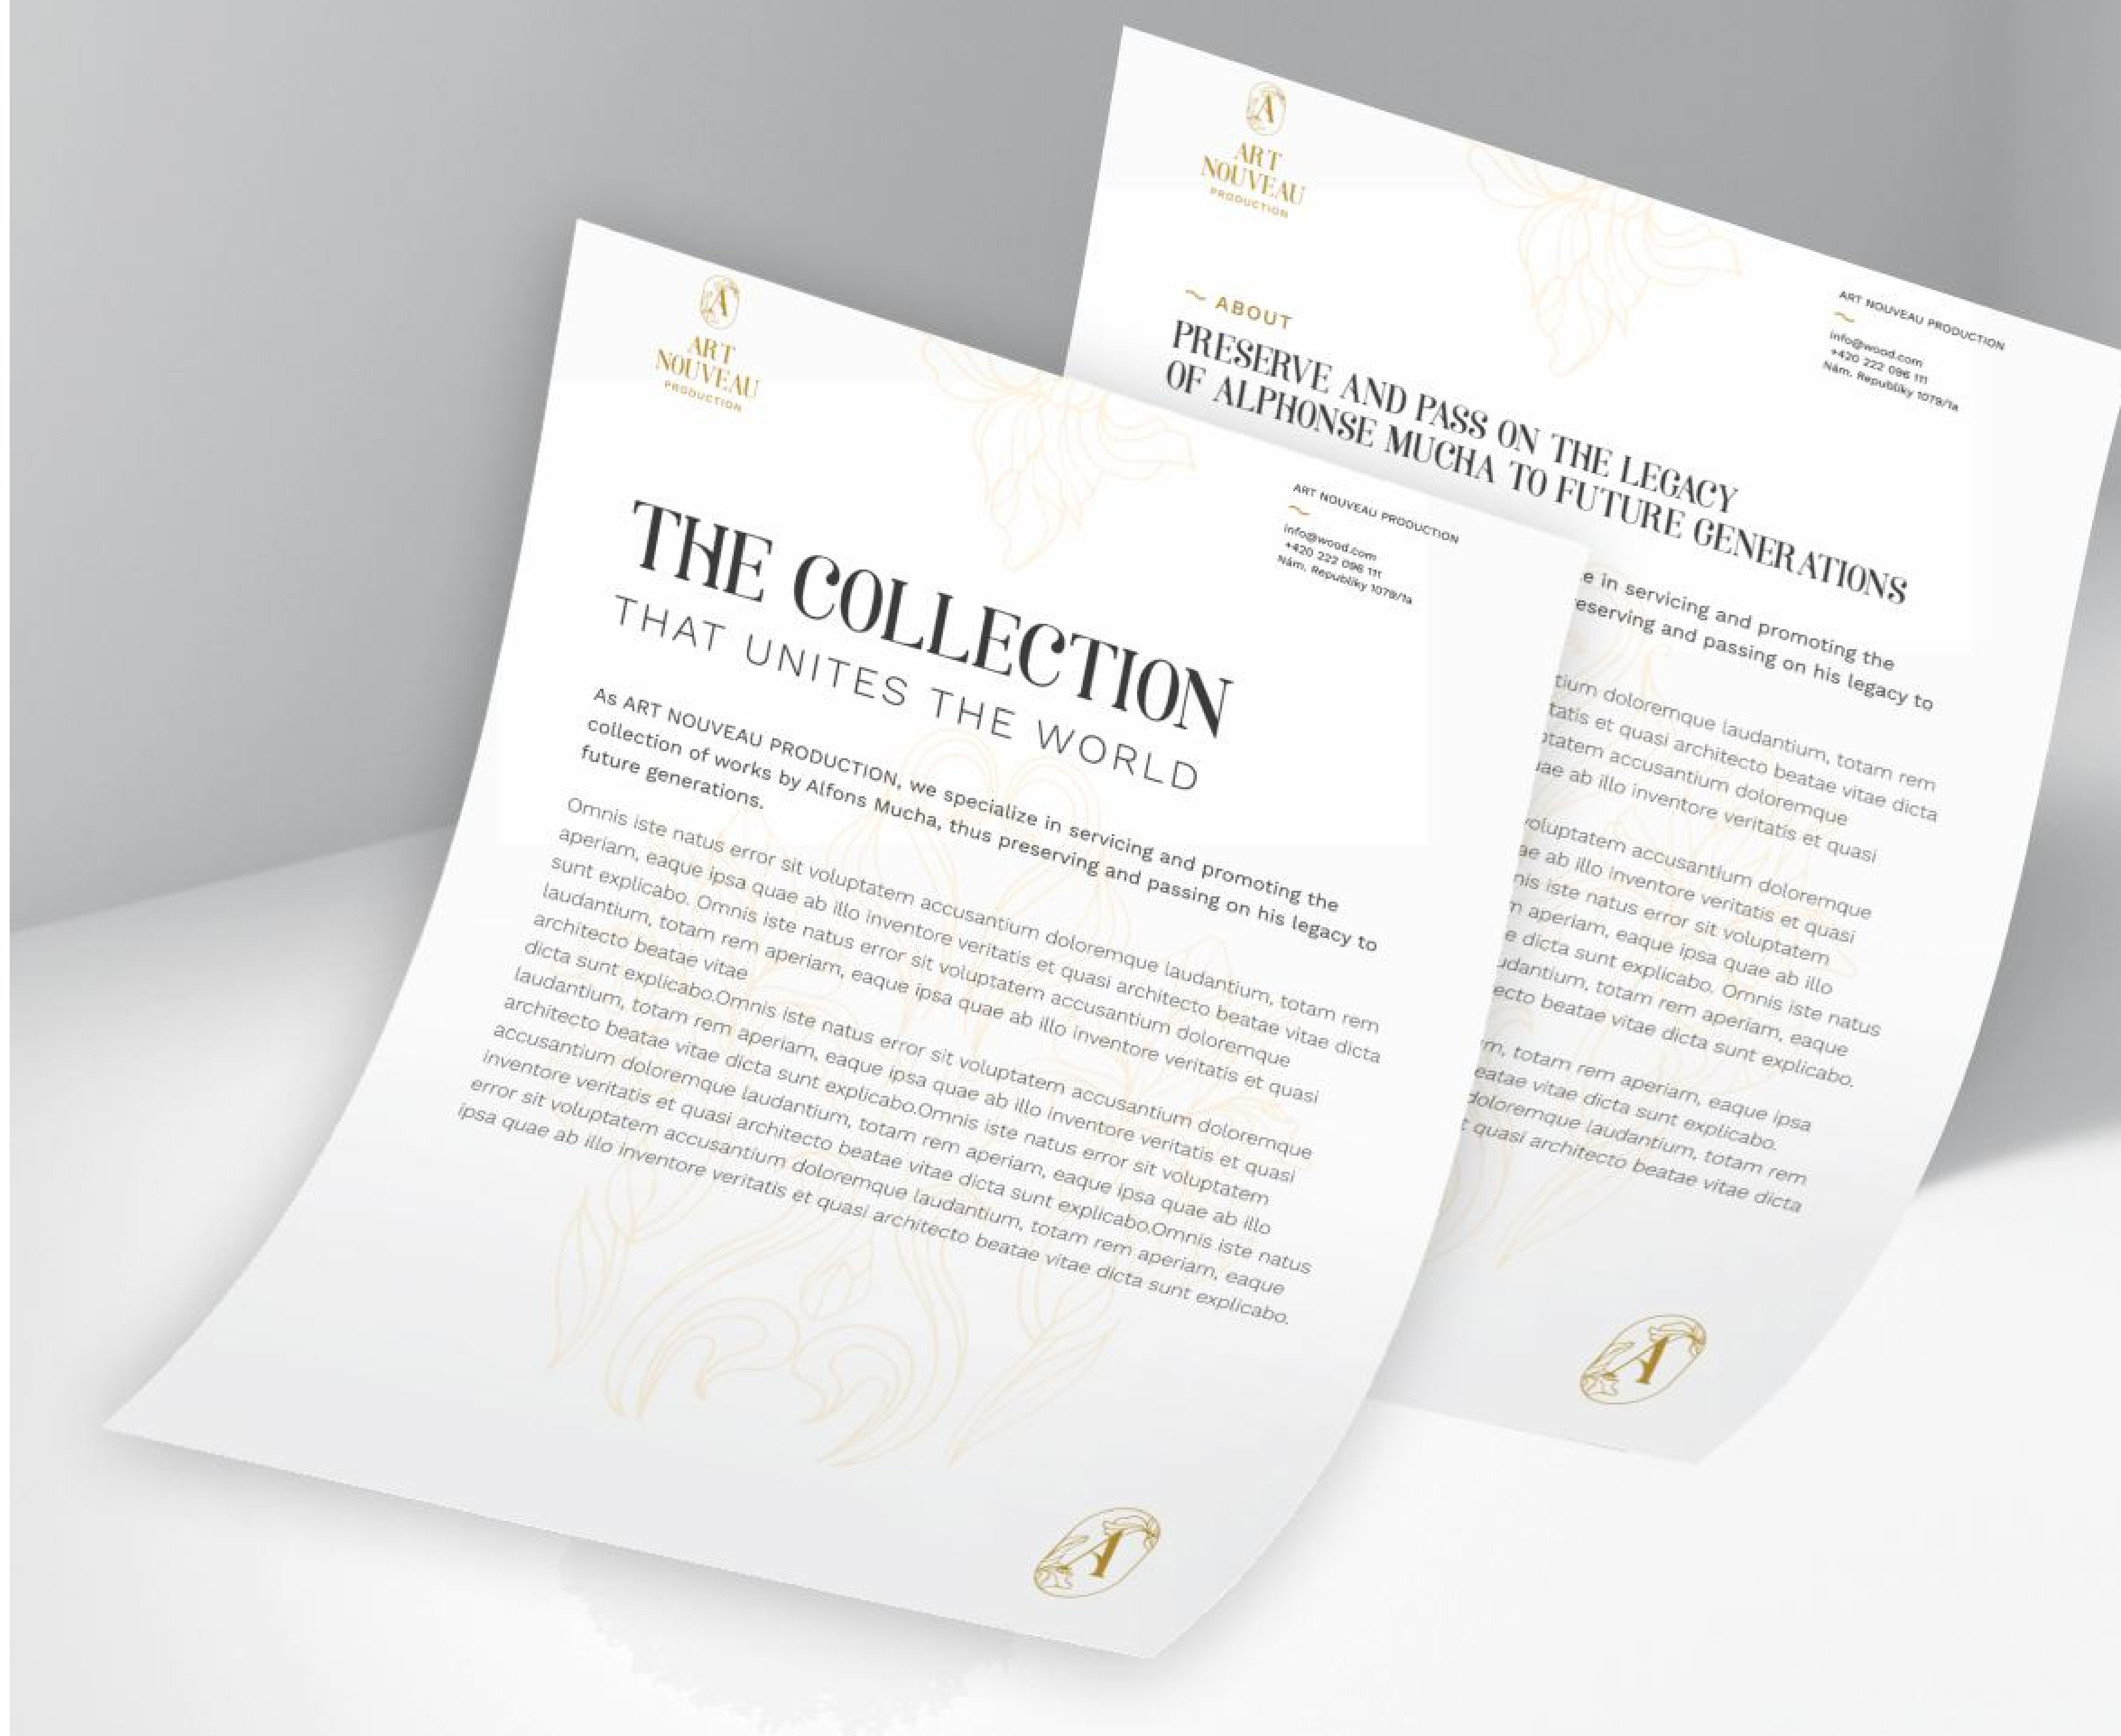 ART
NOUVEAU
PRODUCTION
ART NOUVEAU PRODUCTION
info@wood.com
+420 222 096 111
Nám. Republiky 1079/1a
THE COLLECTION
THAT UNITES THE WORLD
As ART NOUVEAU PRODUCTION, we specialize in servicing and promoting the
collection of works by Alfons Mucha, thus preserving and passing on his legacy to
future generations.
Omnis iste natus error sit voluptatem accusantium doloremque laudantium, totam rem
aperiam, eaque ipsa quae ab illo inventore veritatis et quasi architecto beatae vitae dicta
sunt explicabo. Omnis iste natus error sit voluptatem accusantium doloremque
laudantium, totam rem aperiam, eaque ipsa quae ab illo inventore veritatis et quasi
architecto beatae vitae
dicta sunt explicabo.Omnis iste natus error sit voluptatem accusantium doloremque
laudantium, totam rem aperiam, eaque ipsa quae ab illo inventore veritatis et quasi
architecto beatae vitae dicta sunt explicabo.Omnis iste natus error sit voluptatem
accusantium doloremque laudantium, totam rem aperiam, eaque ipsa quae ab illo
inventore veritatis et quasi architecto beatae vitae dicta sunt explicabo.Omnis iste natus
error sit voluptatem accusantium doloremque laudantium, totam rem aperiam, eaque
ipsa quae ab illo inventore veritatis et quasi architecto beatae vitae dicta sunt explicabo.
A
ART
NOUVEAU
PRODUCTION
ART NOUVEAU PRODUCTION
info@wood.com
+420 222 096 111
Nám. Republiky 1079/1a
~ ABOUT
PRESERVE AND PASS ON THE LEGACY
OF ALPHONSE MUCHA TO FUTURE GENERATIONS
in servicing and promoting the
eserving and passing on his legacy to
tium doloremque laudantium, totam rem
tatis et quasi architecto beatae vitae dicta
ptatem accusantium doloremque
ae ab illo inventore veritatis et quasi
voluptatem accusantium doloremque
ae ab illo inventore veritatis et quasi
nis iste natus error sit voluptatem
aperiam, eaque ipsa quae ab illo
e dicta sunt explicabo. Omnis iste natus
udantium, totam rem aperiam, eaque
ecto beatae vitae dicta sunt explicabo.
m, totam rem aperiam, eaque ipsa
eatae vitae dicta sunt explicabo.
doloremque laudantium, totam rem
t quasi architecto beatae vitae dicta
A